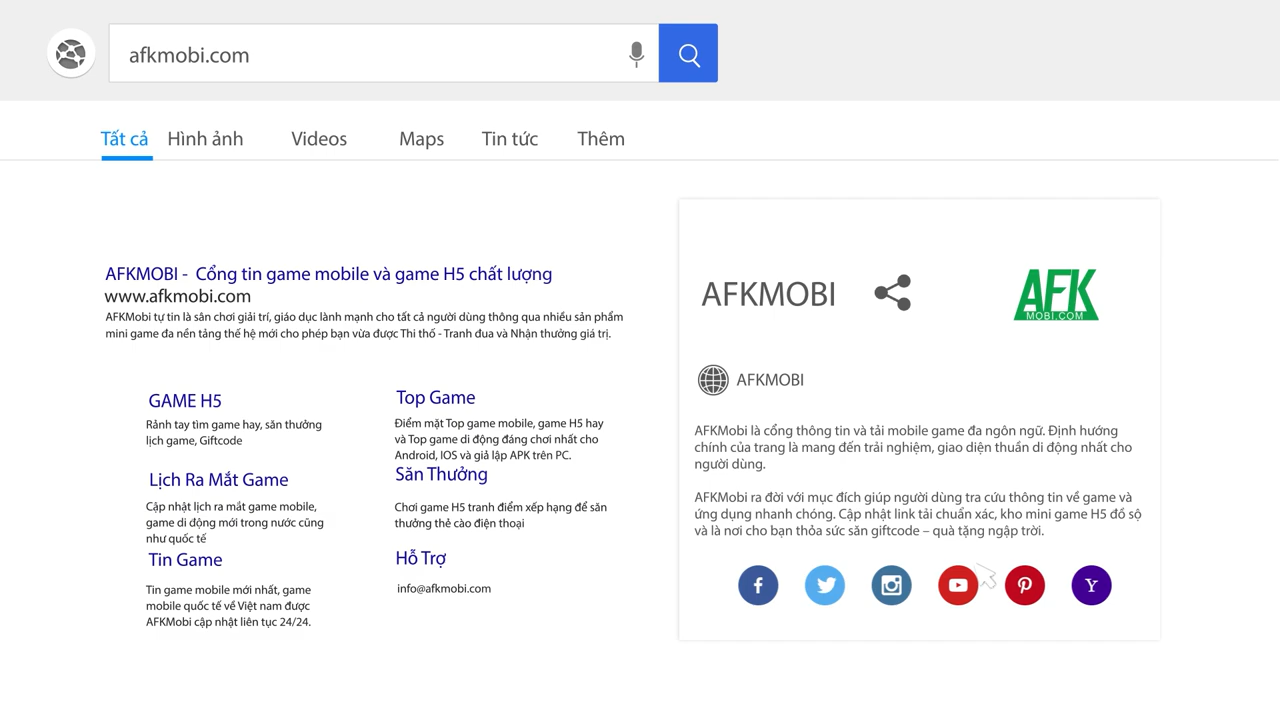 afkmobi.com
Tất cả Hình ảnh Videos Maps Tin tức Thêm
AFKMOBI - Cổng tin game mobile và game H5 chất lượng
www.afkmobi.com
AFKMobi tự tin là sân chơi giải trí, giáo dục lành mạnh cho tất cả người dùng thông qua nhiều sản phẩm
mini game đa nền tảng thế hệ mới cho phép bạn vừa được Thi thố - Tranh đua và Nhận thưởng giá trị.
GAME H5
Rảnh tay tìm game hay, săn thưởng
lịch game, Giftcode
Lịch Ra Mắt Game
Cập nhật lịch ra mắt game mobile,
game di động mới trong nước cũng
như quốc tế
Tin Game
Tin game mobile mới nhất, game
mobile quốc tế về Việt nam được
AFKMobi cập nhật liên tục 24/24.
Top Game
Điểm mặt Top game mobile, game H5 hay
và Top game di động đáng chơi nhất cho
Android, IOS và giả lập APK trên PC.
Săn Thưởng
Chơi game H5 tranh điểm xếp hạng để săn
thưởng thẻ cào điện thoại
Hỗ Trợ
info@afkmobi.com
AFKMOBI
AFK
MOBI.COM
AFKMOBI
AFKMobi là cổng thông tin và tải mobile game đa ngôn ngữ. Định hướng
chính của trang là mang đến trải nghiệm, giao diện thuần di động nhất cho
người dùng.
AFKMobi ra đời với mục đích giúp người dùng tra cứu thông tin về game và
ứng dụng nhanh chóng. Cập nhật link tải chuẩn xác, kho mini game H5 đồ sộ
và là nơi cho bạn thỏa sức săn giftcode – quà tặng ngập trời.